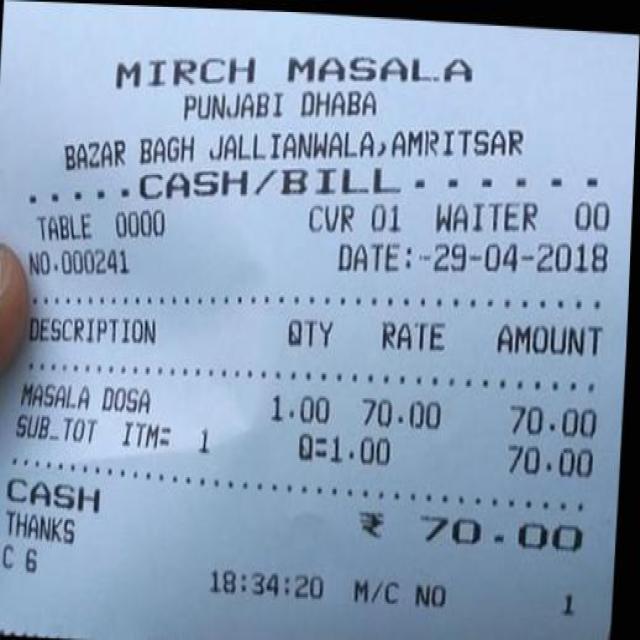 MIRCH MASALA
PUNJABI DHABA
BAZAR BAGH JALLIANWALA,AMRITSAR
.....CASH/BILL------
TABLE 0000 CVR 01 WAITER 00
NO.000241 DATE:-29-04-2018
DESCRIPTION QTY RATE AMOUNT
MASALA DOSA 1.00 70.00 70.00
SUB_TOT ITM= 1 Q=1.00 70.00
CASH ₹ 70.00
THANKS
C 6 18:34:20 M/C NO 1